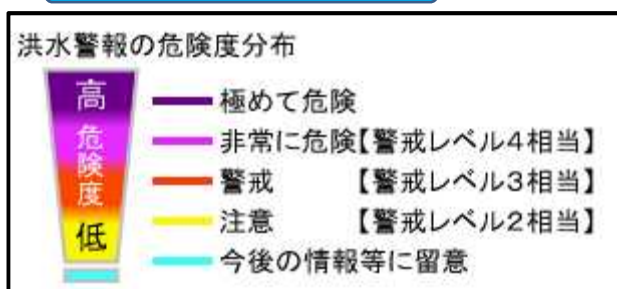 洪水警報の危険度分布
高
危険度
低
極めて危険
非常に危険【警戒レベル4相当】
警戒 【警戒レベル3相当】
注意 【警戒レベル2相当】
今後の情報等に留意